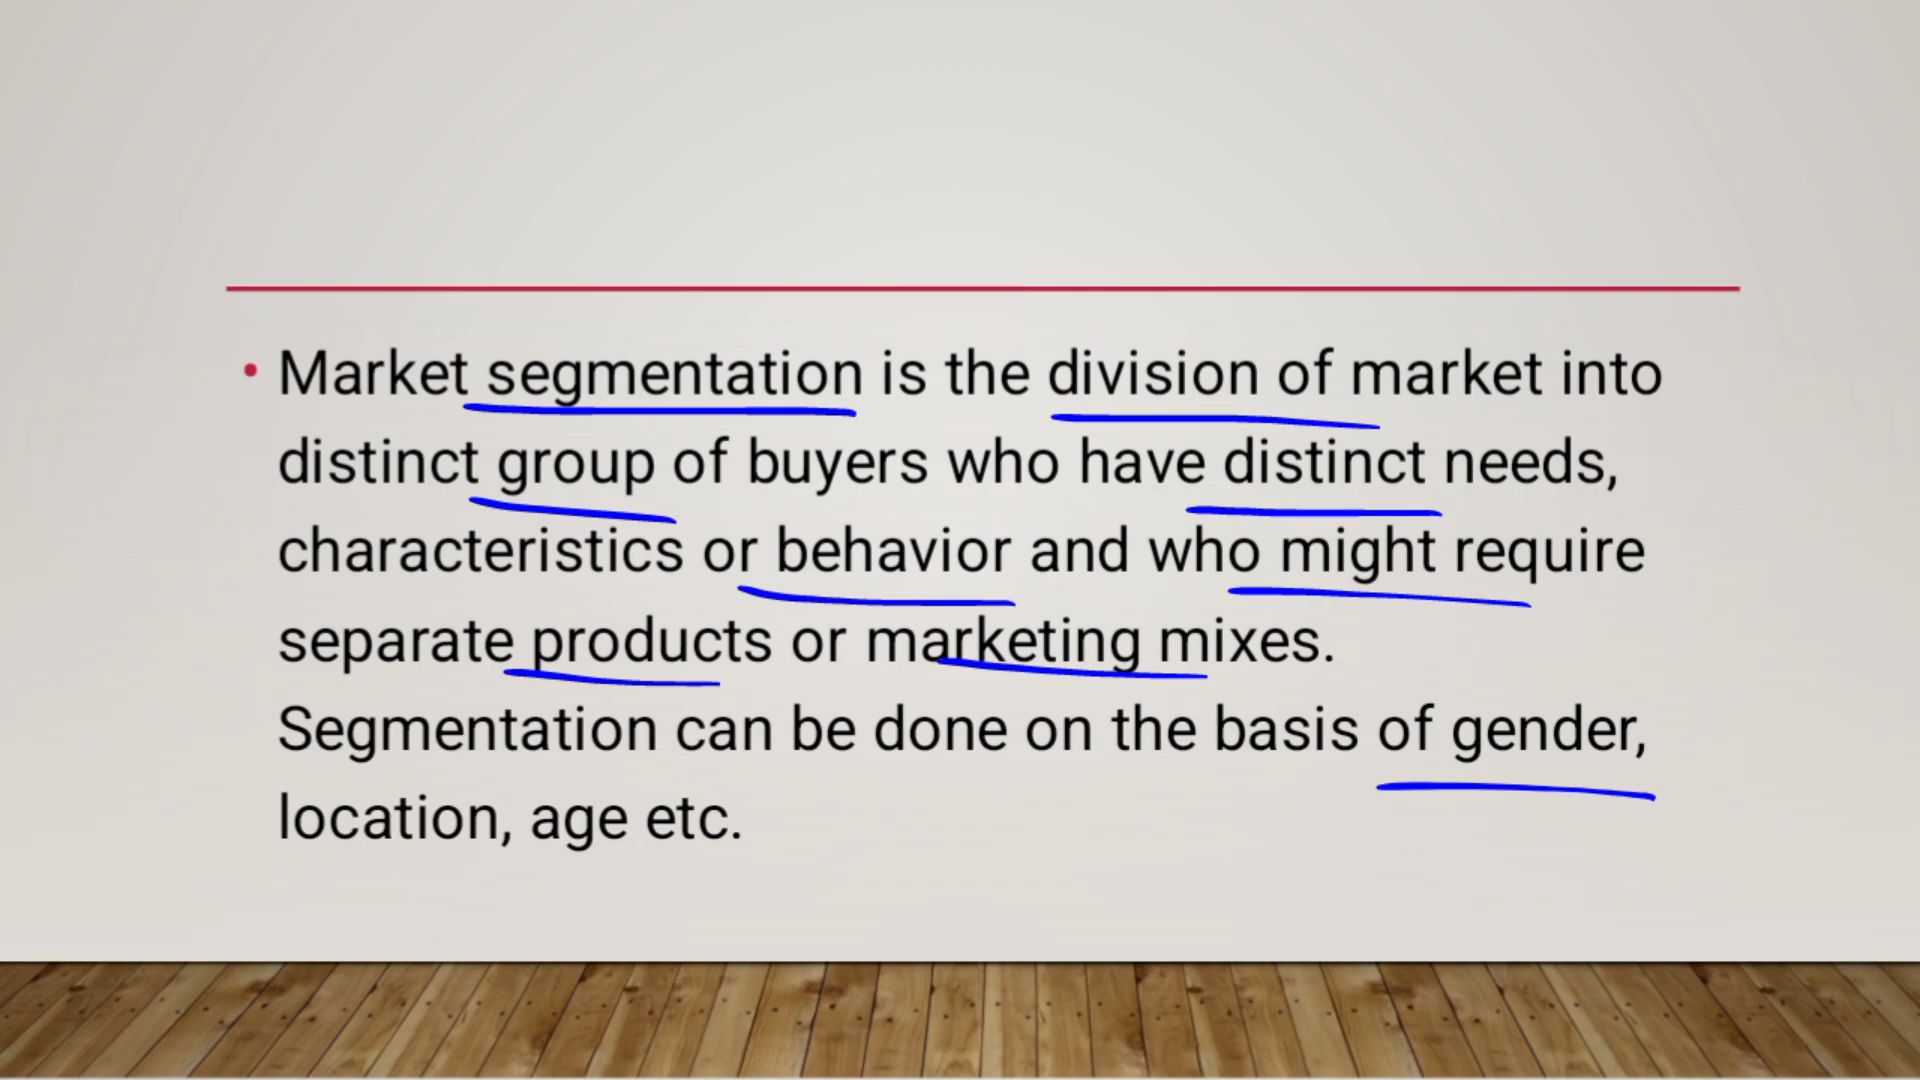 • Market segmentation is the division of market into
distinct group of buyers who have distinct needs,
characteristics or behavior and who might require
separate products or marketing mixes.
Segmentation can be done on the basis of gender,
location, age etc.